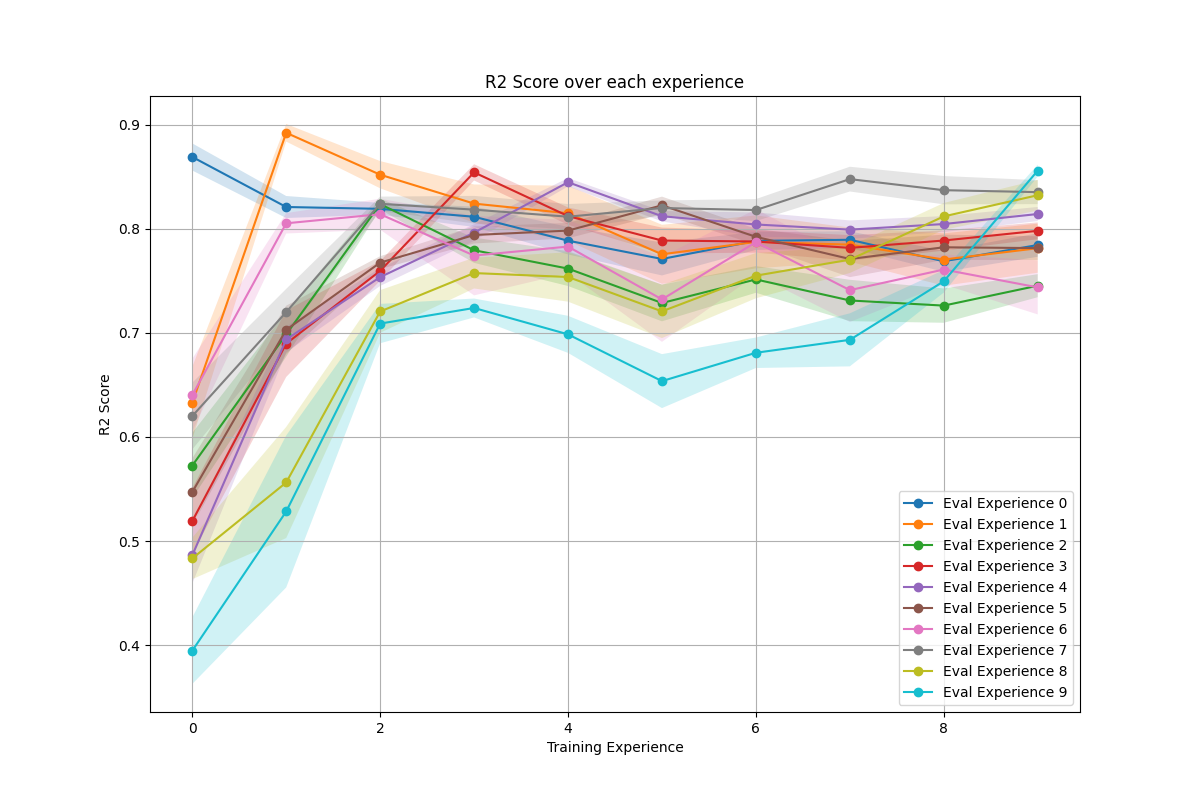 R2 Score over each experience
0.9
0.8
0.7
0.6
0.5
0.4
R2 Score
0 2 4 6 8
Training Experience
Eval Experience 0
Eval Experience 1
Eval Experience 2
Eval Experience 3
Eval Experience 4
Eval Experience 5
Eval Experience 6
Eval Experience 7
Eval Experience 8
Eval Experience 9